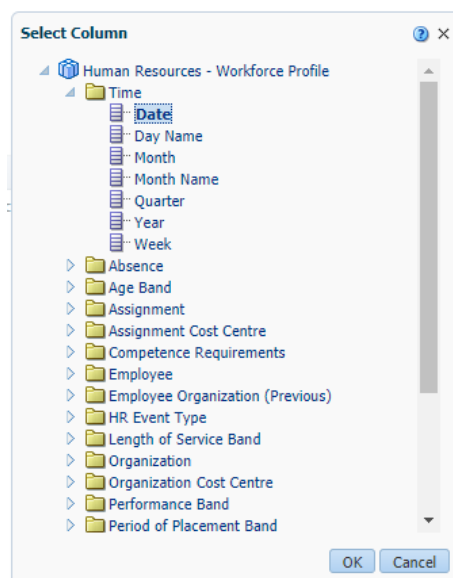 Select Column
Human Resources - Workforce Profile
Time
Date
Day Name
Month
Month Name
Quarter
Year
Week
Absence
Age Band
Assignment
Assignment Cost Centre
Competence Requirements
Employee
Employee Organization (Previous)
HR Event Type
Length of Service Band
Organization
Organization Cost Centre
Performance Band
Period of Placement Band
OK Cancel